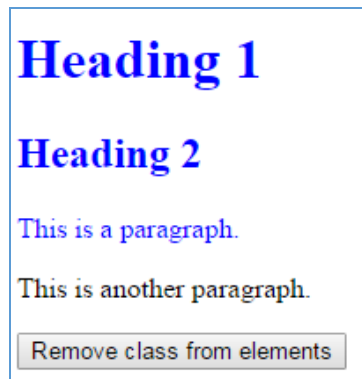 Heading 1
Heading 2
This is a paragraph.
This is another paragraph.
Remove class from elements